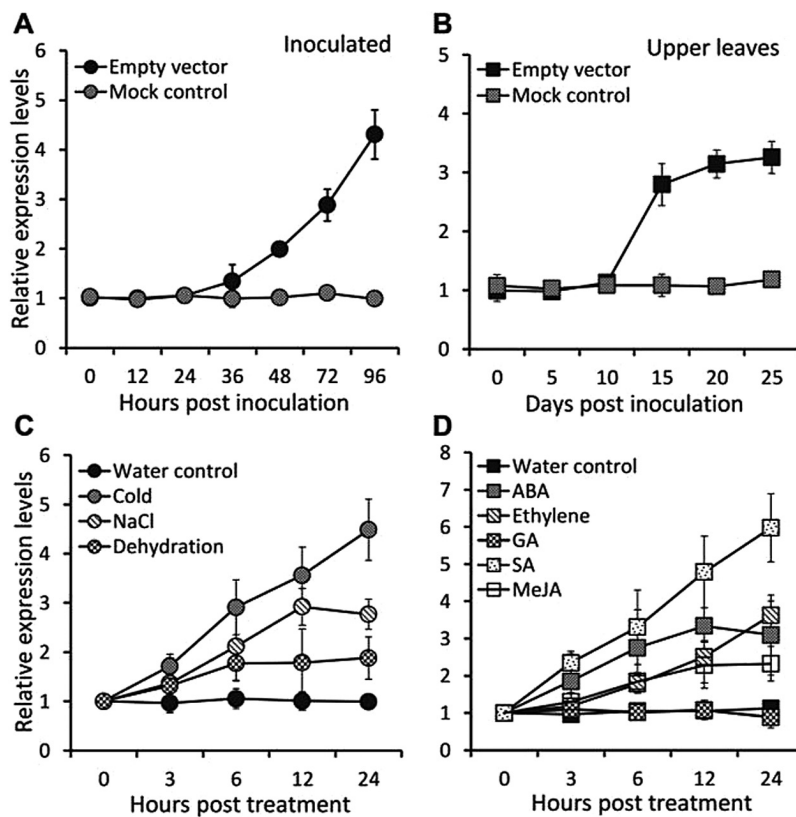 A
Inoculated
Relative expression levels
6
5
4
3
2
1
0
Empty vector
Mock control
0 12 24 36 48 72 96
Hours post inoculation
B
Upper leaves
5
4
3
2
1
0
Empty vector
Mock control
0 5 10 15 20 25
Days post inoculation
C
Relative expression levels
6
5
4
3
2
1
0
Water control
Cold
NaCl
Dehydration
0 3 6 12 24
Hours post treatment
D
8
7
6
5
4
3
2
1
0
Water control
ABA
Ethylene
GA
SA
MeJA
0 3 6 12 24
Hours post treatment